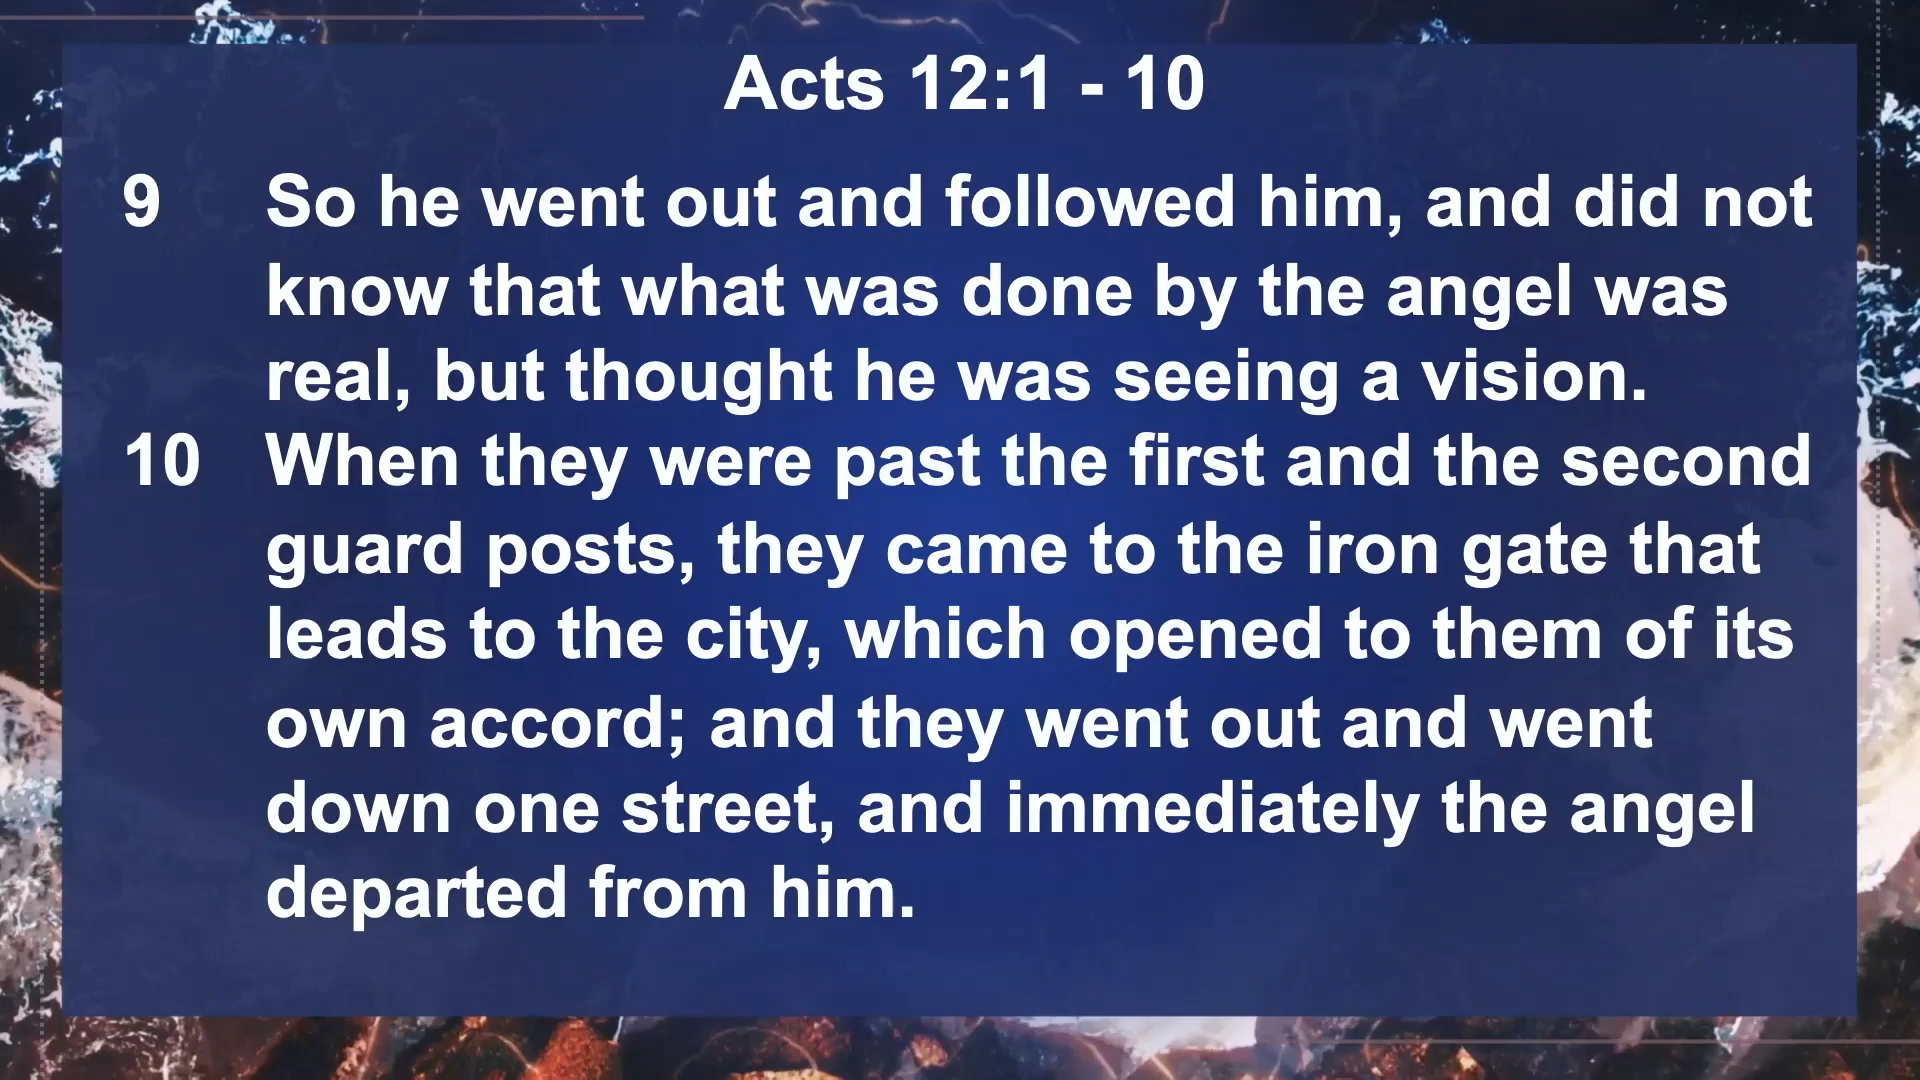 Acts 12:1 - 10
9 So he went out and followed him, and did not
know that what was done by the angel was
real, but thought he was seeing a vision.
10 When they were past the first and the second
guard posts, they came to the iron gate that
leads to the city, which opened to them of its
own accord; and they went out and went
down one street, and immediately the angel
departed from him.